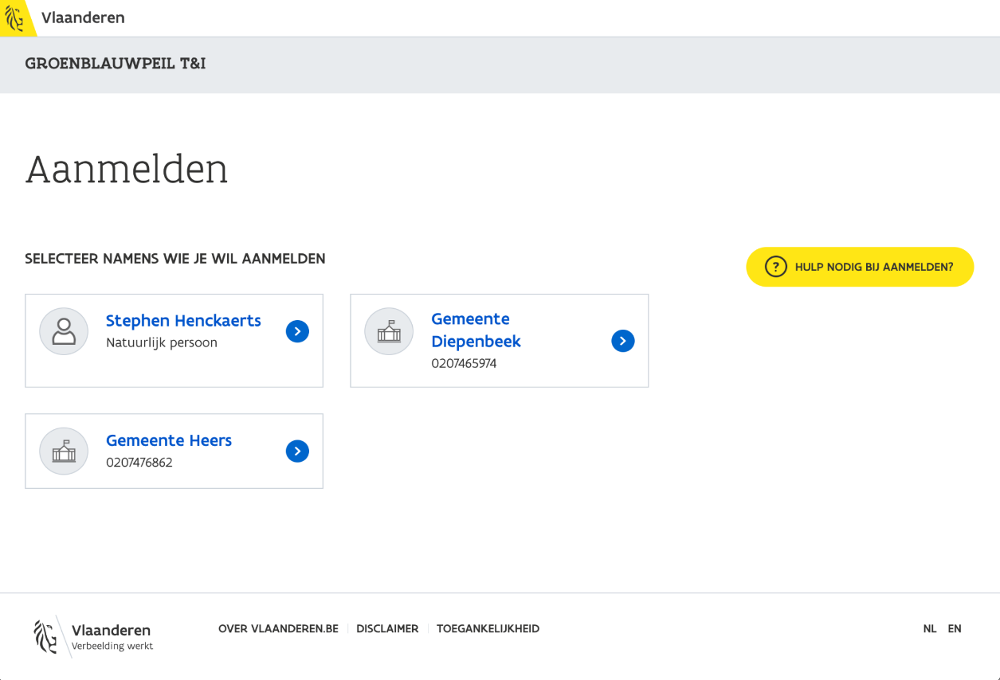 Vlaanderen
GROENBLAUWPEIL T&I
Aanmelden
SELECTEER NAMENS WIE JE WIL AANMELDEN
? HULP NODIG BIJ AANMELDEN?
Stephen Henckaerts
Natuurlijk persoon
Gemeente
Diepenbeek
0207465974
Gemeente Heers
0207476862
Vlaanderen
Verbeelding werkt
OVER VLAANDEREN.BE DISCLAIMER TOEGANKELIJKHEID
NL EN